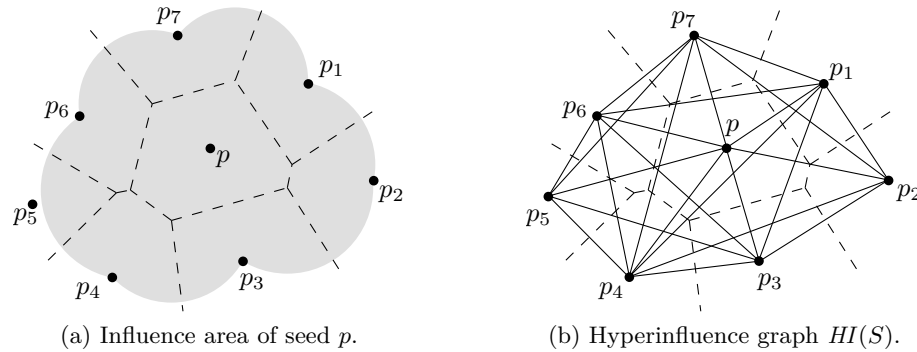 p7
p1
p6
p
p2
p5
p4
p3
(a) Influence area of seed p.
p7
p1
p6
p
p2
p5
p4
p3
(b) Hyperinfluence graph HI(S).